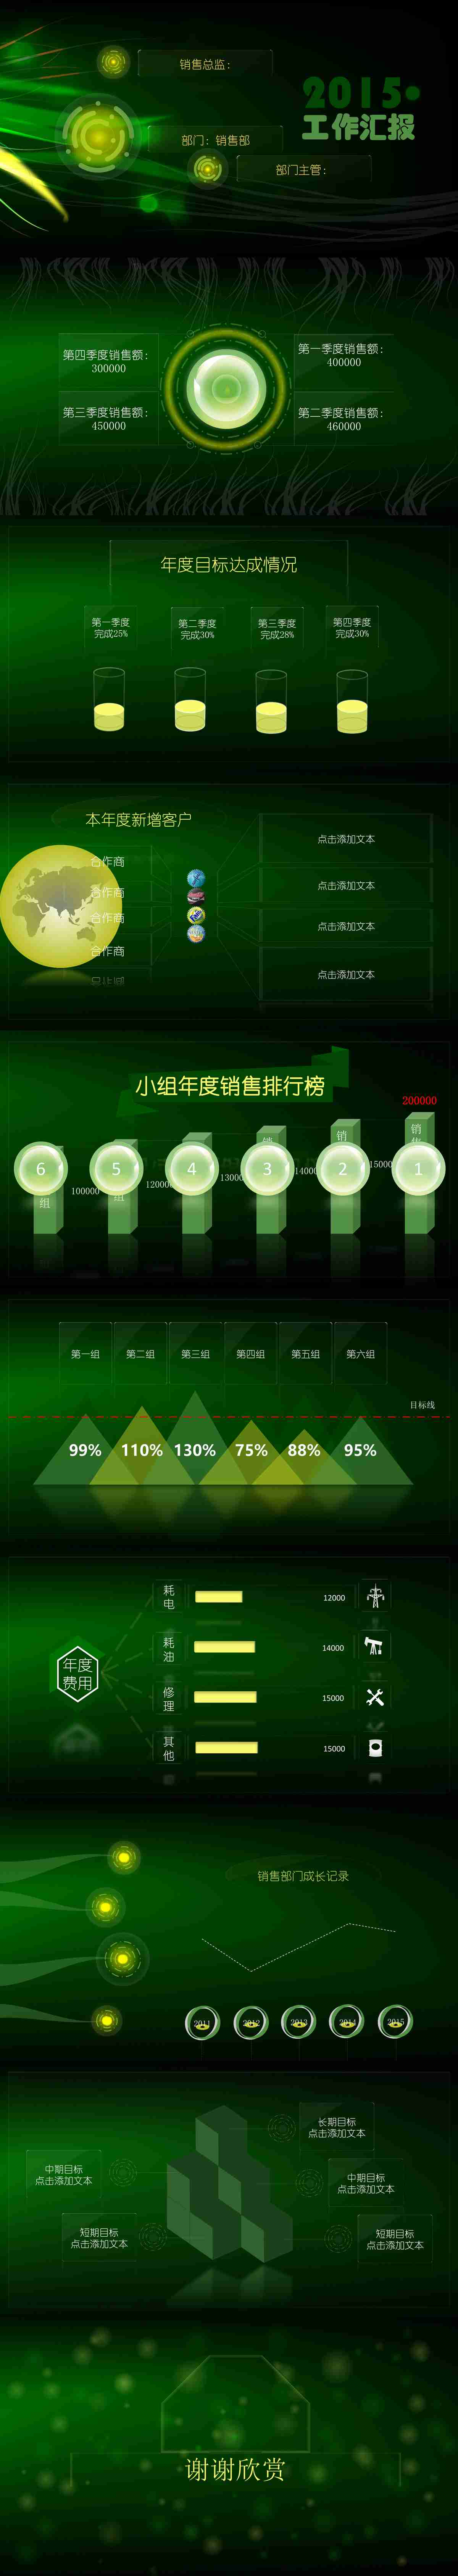 销售总监：
2015
工作汇报
部门：销售部
部门主管：
第四季度销售额：
300000
第一季度销售额：
400000
第三季度销售额：
450000
第二季度销售额：
460000
年度目标达成情况
第一季度
完成25%
第二季度
完成30%
第三季度
完成28%
第四季度
完成30%
本年度新增客户
合作商
合作商
合作商
合作商
点击添加文本
点击添加文本
点击添加文本
点击添加文本
小组年度销售排行榜
200000
6
5
4
3
2
1
销
销
销
组
100000
15000
第一组
第二组
第三组
第四组
第五组
第六组
目标线
99%
110%
130%
75%
88%
95%
年度
费用
耗
电
12000
耗
油
14000
修
理
15000
其
他
15000
销售部门成长记录
2011
2012
2013
2014
2015
长期目标
点击添加文本
中期目标
点击添加文本
中期目标
点击添加文本
短期目标
点击添加文本
短期目标
点击添加文本
谢谢欣赏